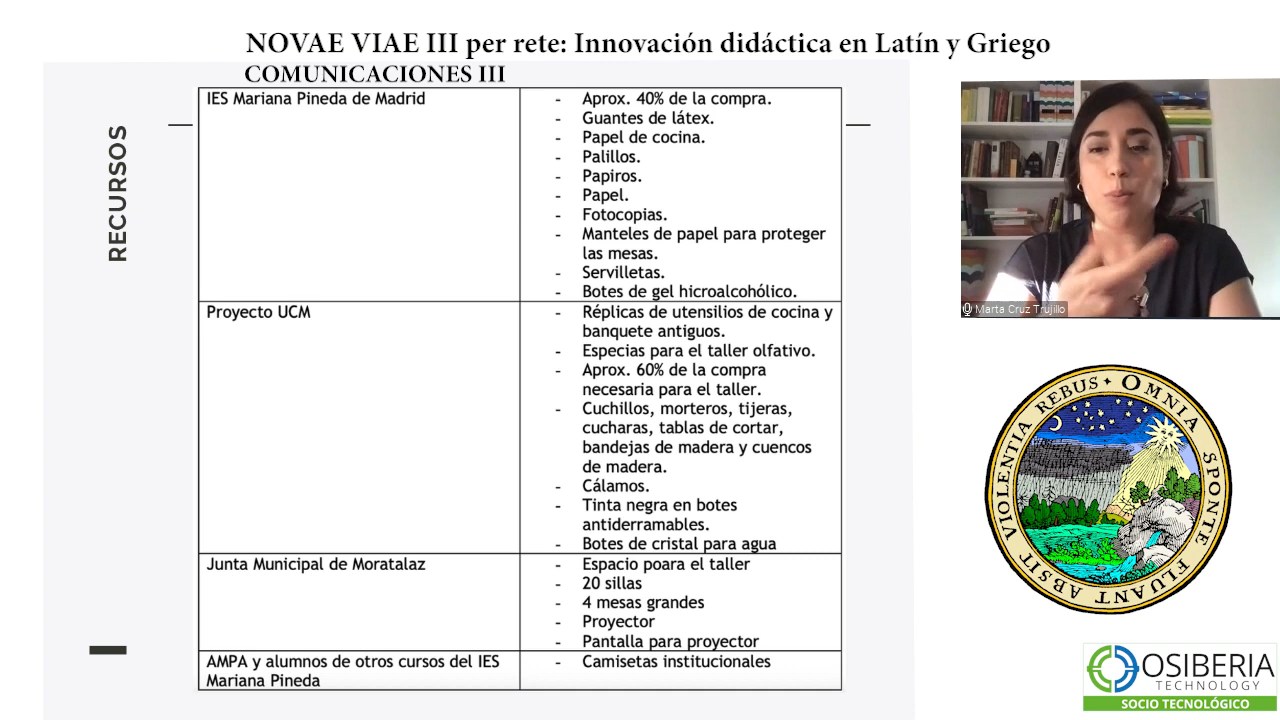 NOVAE VIAE III per rete: Innovación didáctica en Latín y Griego
COMUNICACIONES III
RECURSOS
IES Mariana Pineda de Madrid
- Aprox. 40% de la compra.
- Guantes de látex.
- Papel de cocina.
- Palillos.
- Papiros.
- Papel.
- Fotocopias.
- Manteles de papel para proteger
las mesas.
- Servilletas.
- Botes de gel hicroalcohólico.
Proyecto UCM
- Réplicas de utensilios de cocina y
banquete antiguos.
- Especias para el taller olfativo.
- Aprox. 60% de la compra
necesaria para el taller.
- Cuchillos, morteros, tijeras,
cucharas, tablas de cortar,
bandejas de madera y cuencos
de madera.
- Cálamos.
- Tinta negra en botes
antiderramables.
- Botes de cristal para agua
Junta Municipal de Moratalaz
- Espacio poara el taller
- 20 sillas
- 4 mesas grandes
- Proyector
- Pantalla para proyector
AMPA y alumnos de otros cursos del IES
Mariana Pineda
- Camisetas institucionales
Marta Cruz Trujillo
OMNIA SPONTE FLUANT ABSIT VIOLENTIA REBUS
OSIBERIA
TECHNOLOGY
SOCIO TECNOLÓGICO